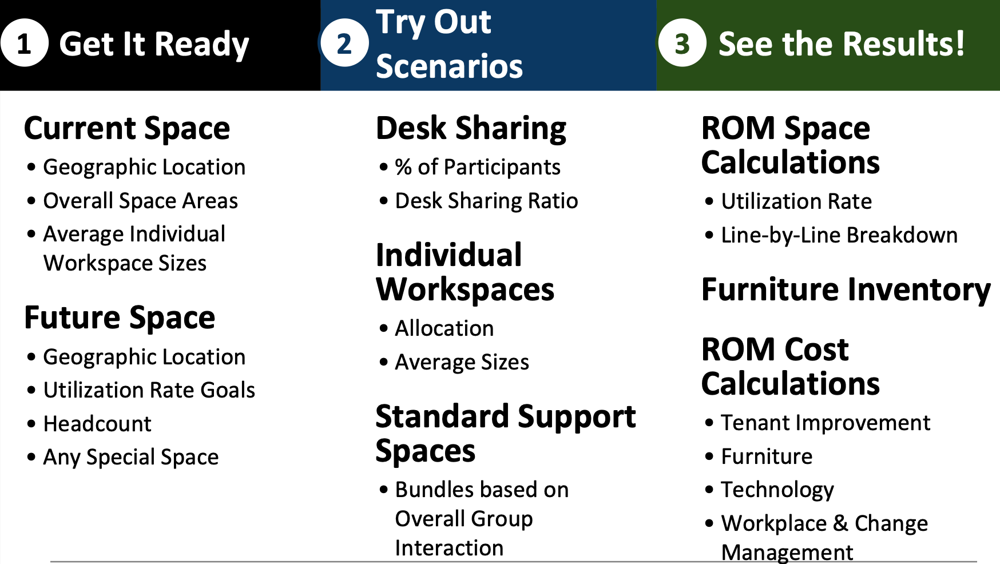 1 Get It Ready
Current Space
• Geographic Location
• Overall Space Areas
• Average Individual
Workspace Sizes
Future Space
• Geographic Location
• Utilization Rate Goals
• Headcount
• Any Special Space
2 Try Out
Scenarios
Desk Sharing
• % of Participants
• Desk Sharing Ratio
Individual
Workspaces
• Allocation
• Average Sizes
Standard Support
Spaces
• Bundles based on
Overall Group
Interaction
3 See the Results!
ROM Space
Calculations
• Utilization Rate
• Line-by-Line Breakdown
Furniture Inventory
ROM Cost
Calculations
• Tenant Improvement
• Furniture
• Technology
• Workplace & Change
Management